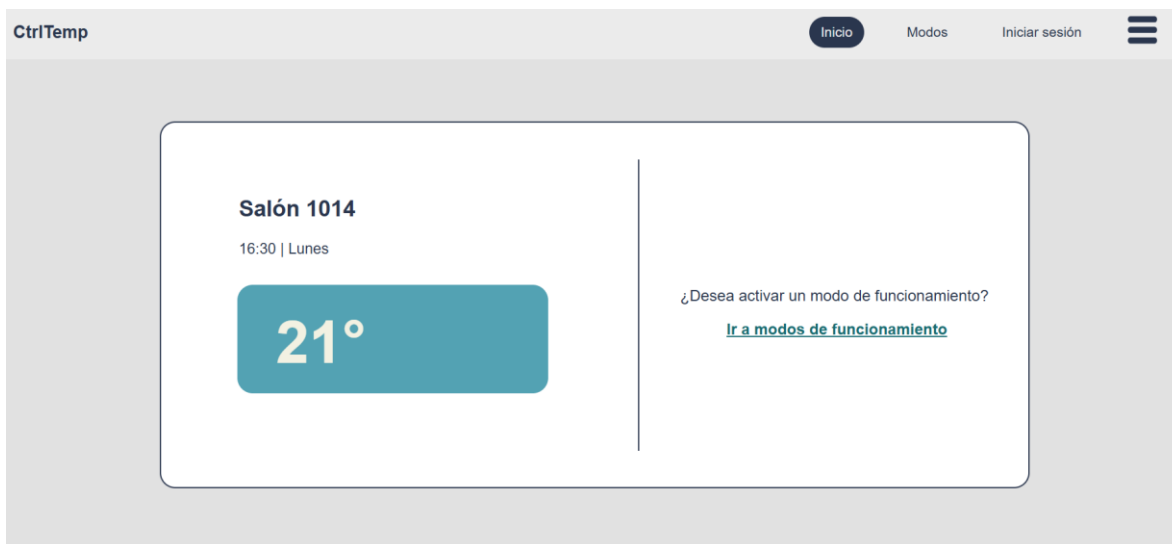 CtrlTemp
Inicio
Modos
Iniciar sesión
Salón 1014
16:30 | Lunes
21°
¿Desea activar un modo de funcionamiento?
Ir a modos de funcionamiento